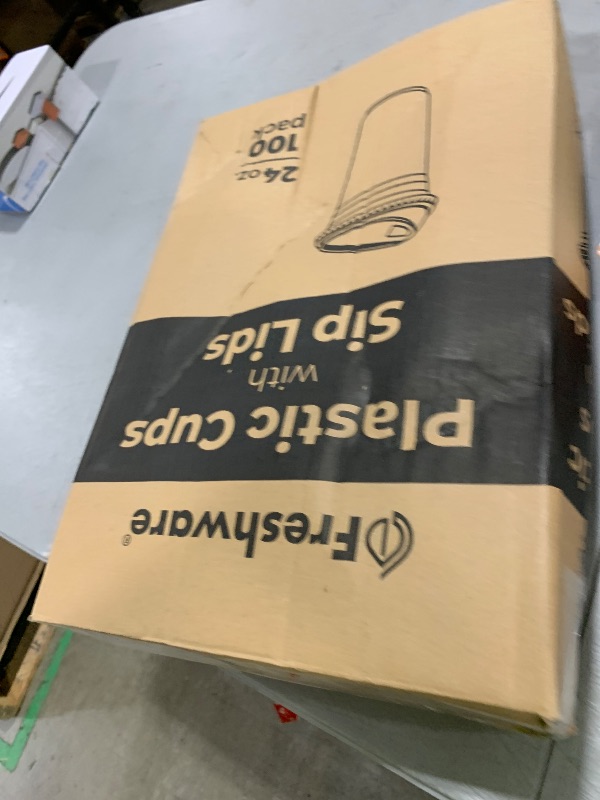 Freshware®
Plastic Cups
with
Sip Lids
24 oz.
100
pack